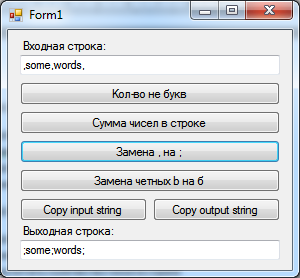 Form1
Входная строка:
,some,words,
Кол-во не букв
Сумма чисел в строке
Замена , на ;
Замена четных b на б
Copy input string Copy output string
Выходная строка:
;some;words;